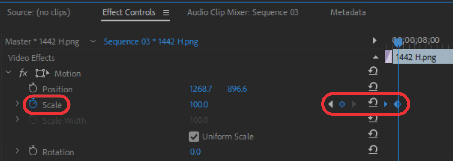 Source: (no clips) Effect Controls ≡ Audio Clip Mixer: Sequence 03 Metadata
Master * 1442 H.png Sequence 03 * 1442 H.png 00;00;08;00
Video Effects 1442 H.png
fx Motion
Position 1268.7 896.6
Scale 100.0
Scale Width 100.0
Uniform Scale
Rotation 0.0